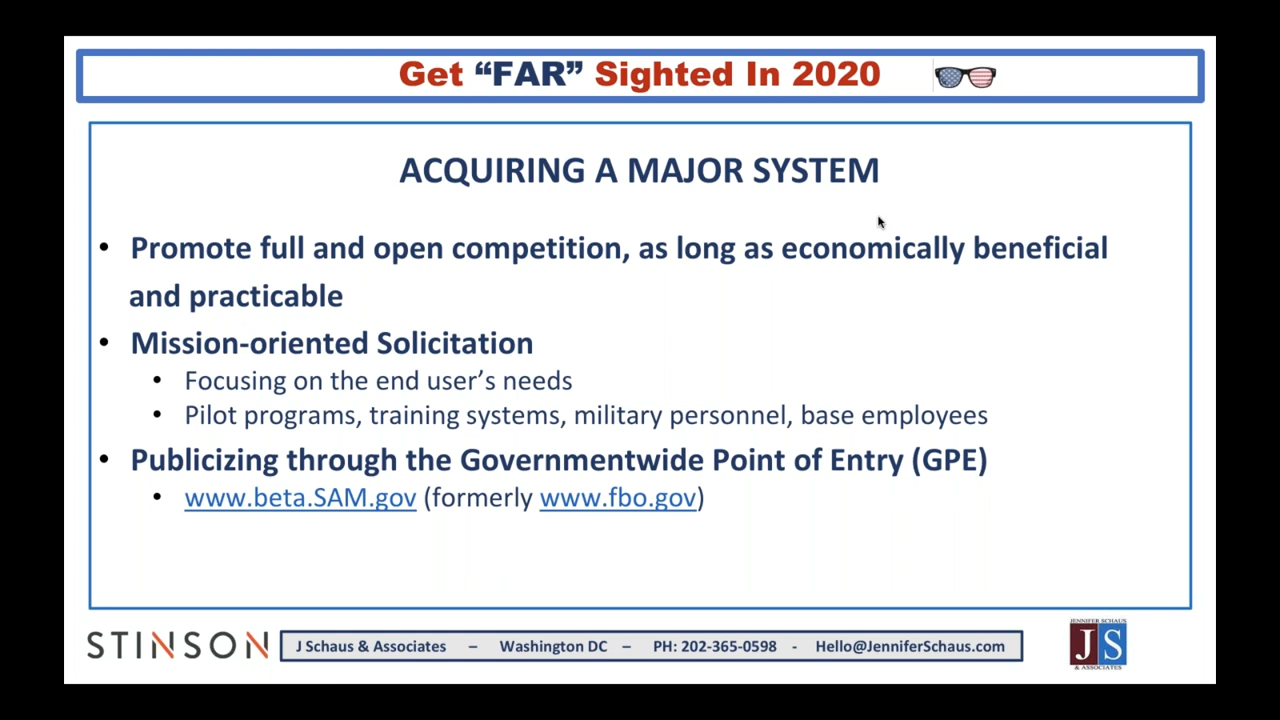 Get “FAR” Sighted In 2020
ACQUIRING A MAJOR SYSTEM
• Promote full and open competition, as long as economically beneficial
and practicable
• Mission-oriented Solicitation
• Focusing on the end user’s needs
• Pilot programs, training systems, military personnel, base employees
• Publicizing through the Governmentwide Point of Entry (GPE)
• www.beta.SAM.gov (formerly www.fbo.gov)
STINSON
J Schaus & Associates – Washington DC – PH: 202-365-0598 - Hello@JenniferSchaus.com
JENNIFER SCHAUS
JS
& ASSOCIATES